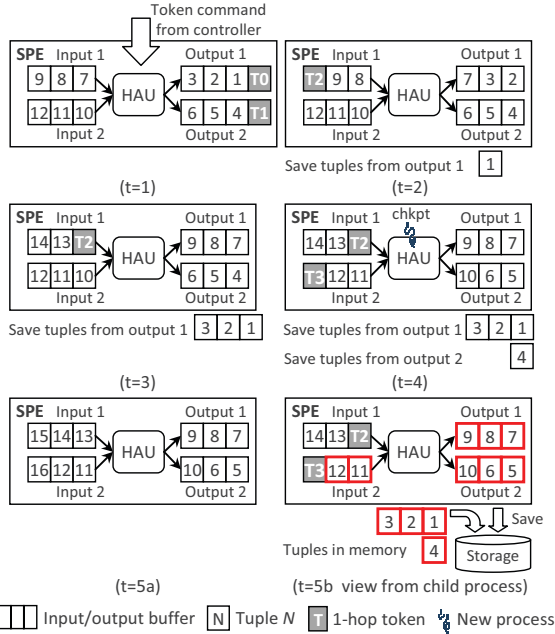 Token command
from controller
SPE Input 1 Output 1
9 8 7 HAU 3 2 1 T0
12 11 10 6 5 4 T1
Input 2 Output 2
(t=1)
SPE Input 1 Output 1
T2 9 8 HAU 7 3 2
12 11 10 6 5 4
Input 2 Output 2
Save tuples from output 1 1
(t=2)
SPE Input 1 Output 1
14 13 T2 HAU 9 8 7
12 11 10 6 5 4
Input 2 Output 2
Save tuples from output 1 3 2 1
(t=3)
SPE Input 1 chkpt Output 1
14 13 T2 HAU 9 8 7
T3 12 11 10 6 5
Input 2 Output 2
Save tuples from output 1 3 2 1
Save tuples from output 2 4
(t=4)
SPE Input 1 Output 1
15 14 13 HAU 9 8 7
16 12 11 10 6 5
Input 2 Output 2
(t=5a)
SPE Input 1 Output 1
14 13 T2 HAU 9 8 7
T3 12 11 10 6 5
Input 2 Output 2
3 2 1 Save
Tuples in memory 4 Storage
(t=5b view from child process)
Input/output buffer N Tuple N T 1-hop token New process